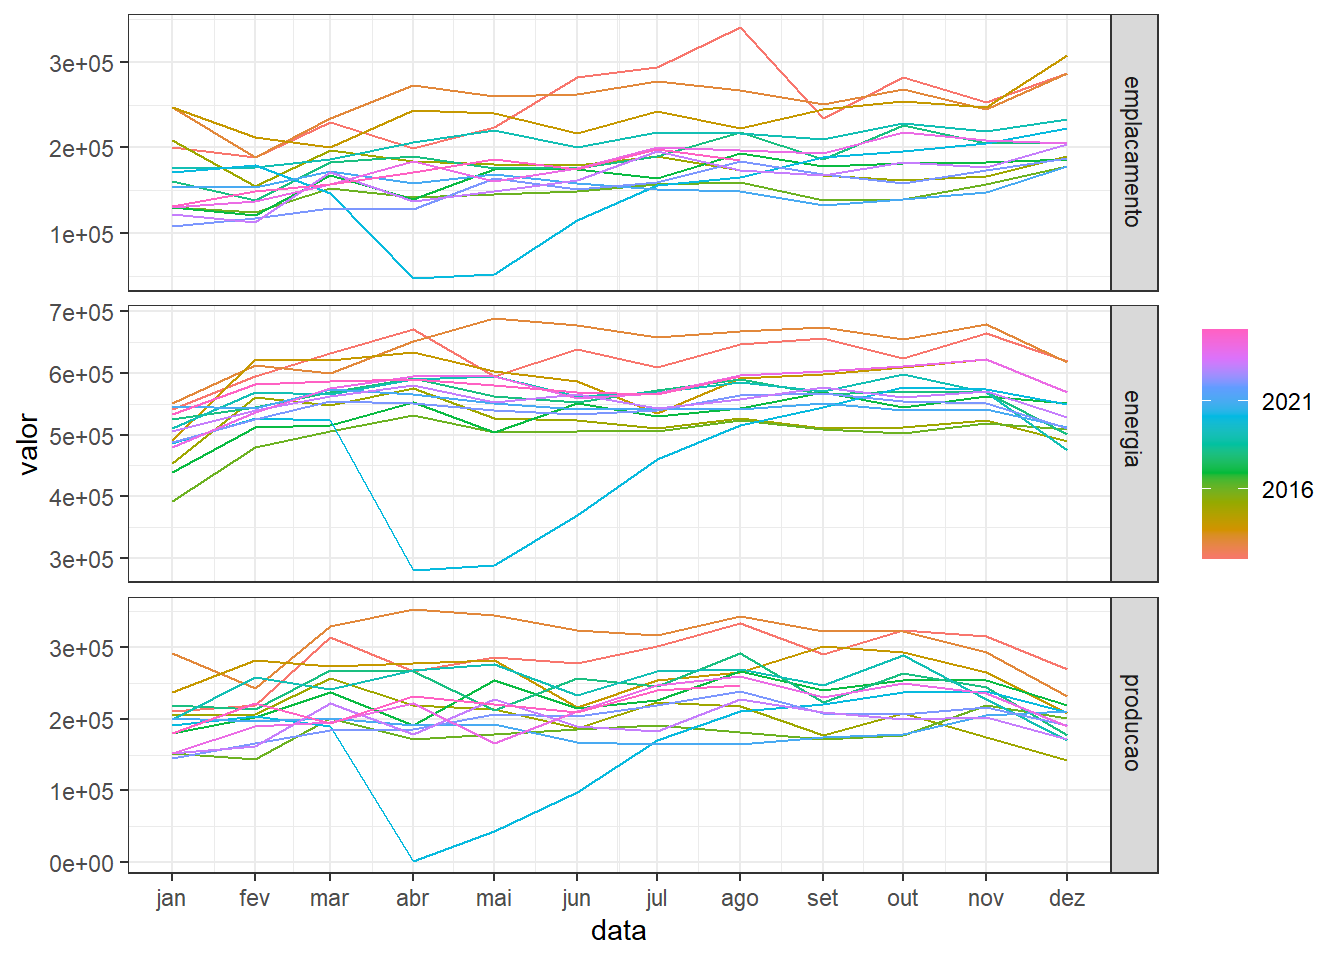 valor
3e+05
2e+05
1e+05
emplacamento
7e+05
6e+05
5e+05
4e+05
3e+05
energia
3e+05
2e+05
1e+05
0e+00
producao
jan fev mar abr mai jun jul ago set out nov dez
data
2021
2016